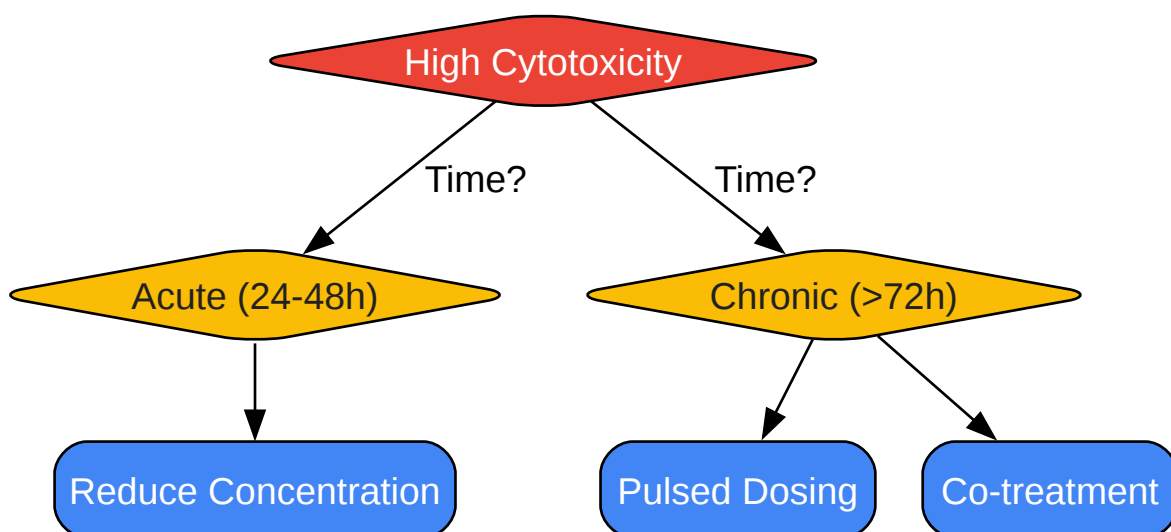 High Cytotoxicity
Time?
Time?
Acute (24-48h)
Chronic (>72h)
Reduce Concentration
Pulsed Dosing
Co-treatment